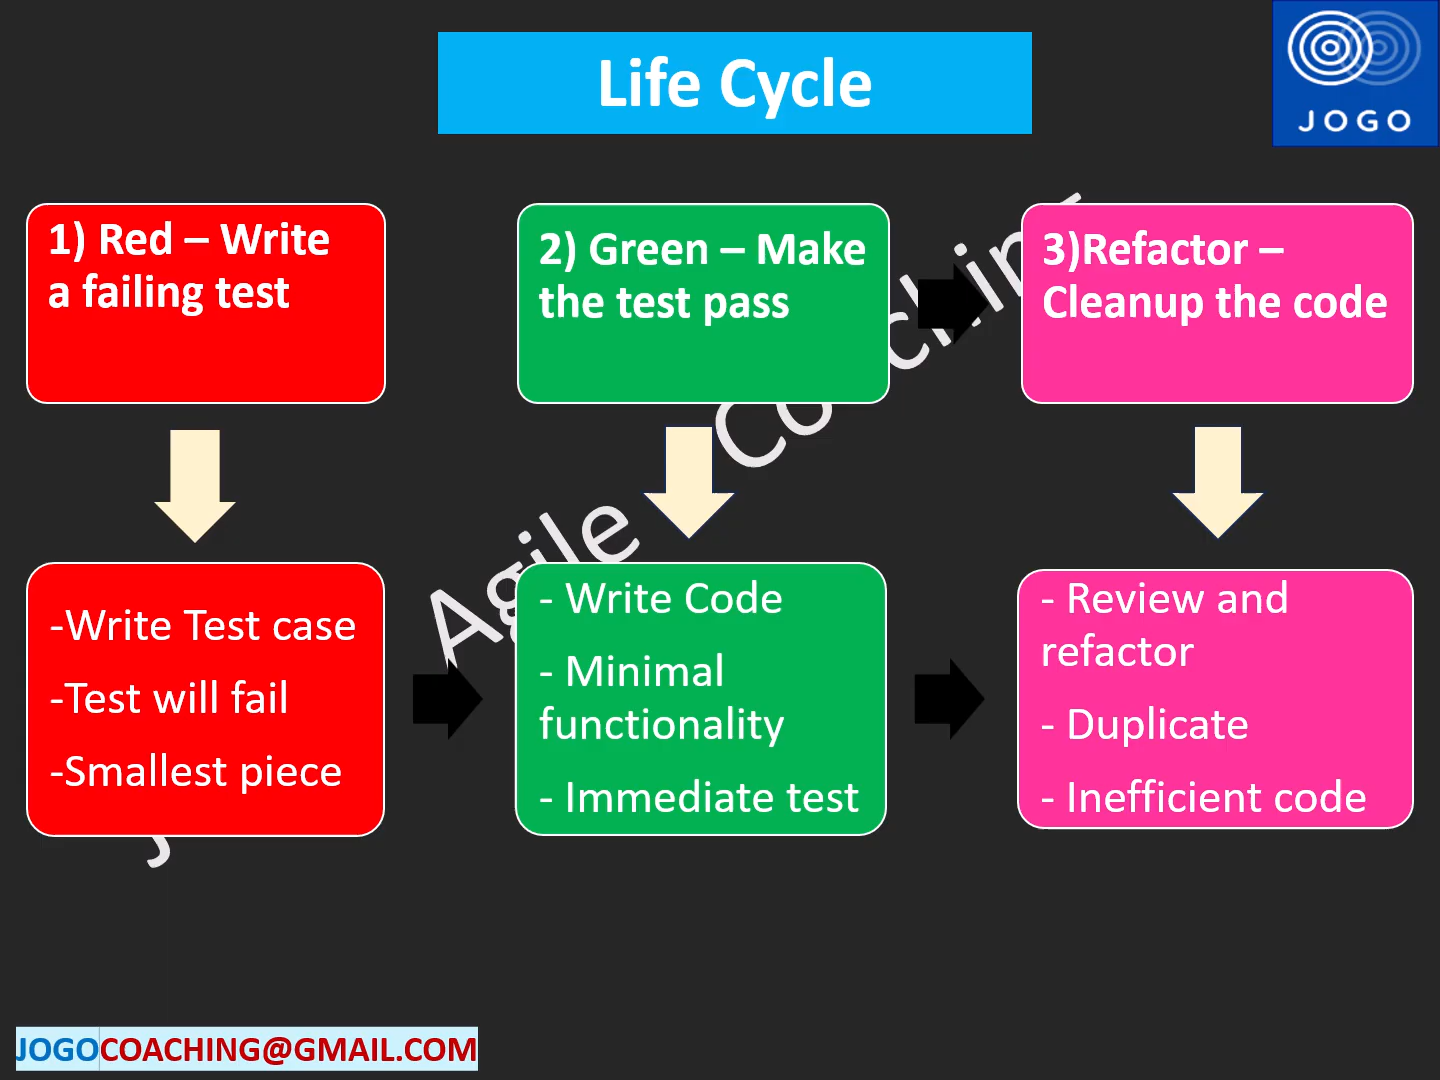 Life Cycle
JOGO
1) Red – Write
a failing test
2) Green – Make
the test pass
3)Refactor –
Cleanup the code
-Write Test case
-Test will fail
-Smallest piece
- Write Code
- Minimal
functionality
- Immediate test
- Review and
refactor
- Duplicate
- Inefficient code
Agile
JOGOCOACHING@GMAIL.COM